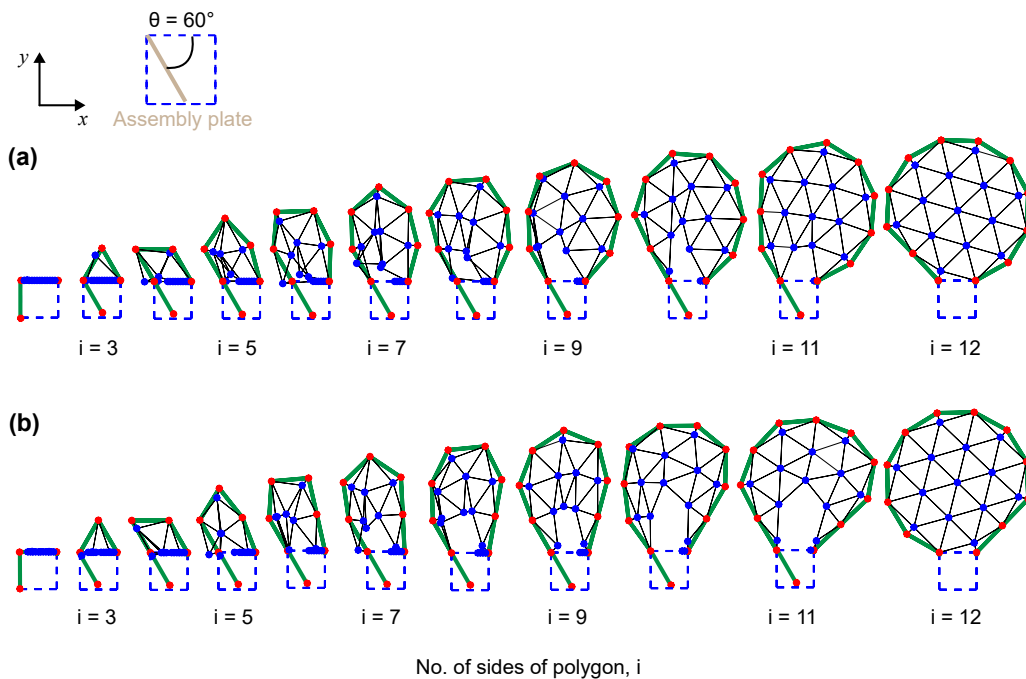 θ = 60°
y
x
Assembly plate
(a)
i = 3
i = 5
i = 7
i = 9
i = 11
i = 12
(b)
i = 3
i = 5
i = 7
i = 9
i = 11
i = 12
No. of sides of polygon, i